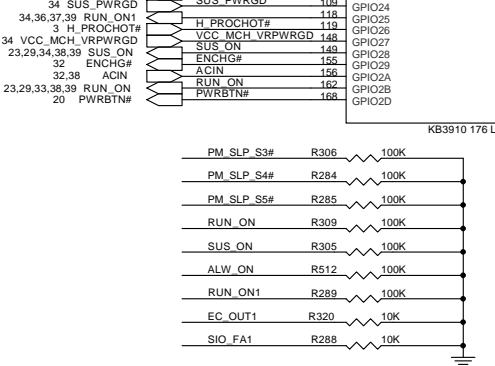 34 SUS_PWRGD SUS_PWRGD 109 GPIO24
34,36,37,39 RUN_ON1 118 GPIO25
3 H_PROCHOT# H_PROCHOT# 119 GPIO26
34 VCC_MCH_VRPWRGD VCC_MCH_VRPWRGD 148 GPIO27
23,29,34,38,39 SUS_ON SUS_ON 149 GPIO28
32 ENCHG# ENCHG# 155 GPIO29
32,38 ACIN ACIN 156 GPIO2A
23,29,33,38,39 RUN_ON RUN_ON 162 GPIO2B
20 PWRBTN# PWRBTN# 168 GPIO2D
KB3910 176 L
PM_SLP_S3# R306 100K
PM_SLP_S4# R284 100K
PM_SLP_S5# R285 100K
RUN_ON R309 100K
SUS_ON R305 100K
ALW_ON R512 100K
RUN_ON1 R289 100K
EC_OUT1 R320 10K
SIO_FA1 R288 10K